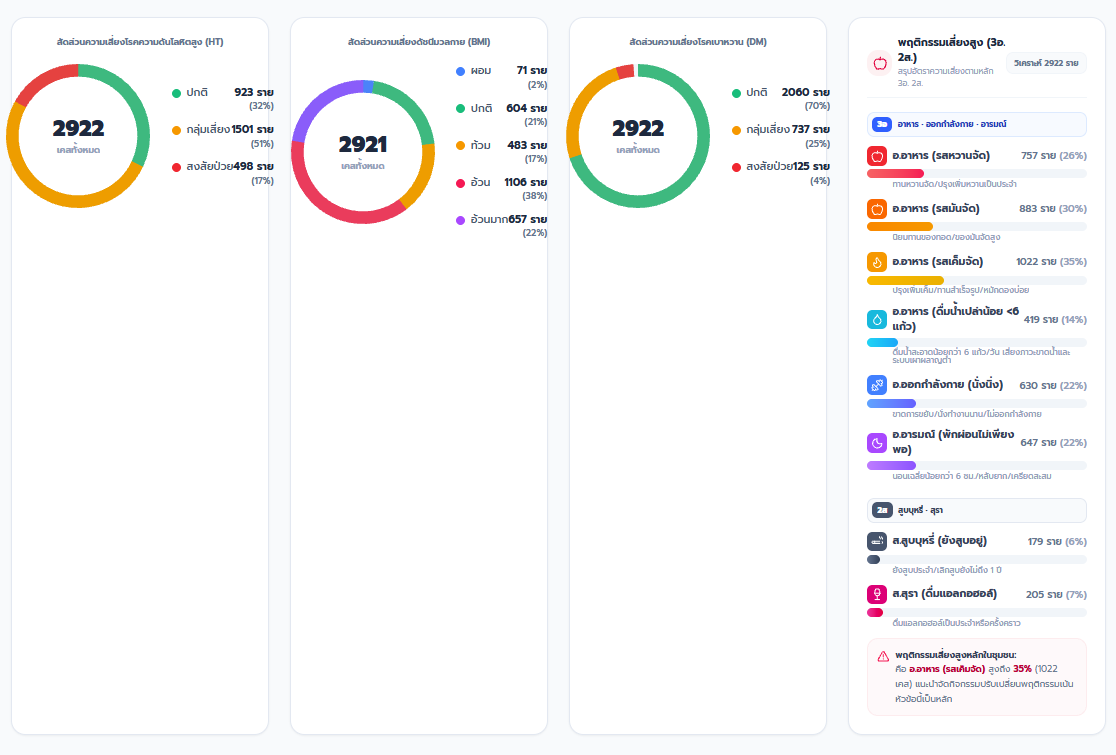 สัดส่วนความเสี่ยงโรคความดันโลหิตสูง (HT)
2922
เคสทั้งหมด
ปกติ 923 ราย
(32%)
กลุ่มเสี่ยง 1501 ราย
(51%)
สงสัยป่วย 498 ราย
(17%)
สัดส่วนความเสี่ยงดัชนีมวลกาย (BMI)
2921
เคสทั้งหมด
ผอม 71 ราย
(2%)
ปกติ 604 ราย
(21%)
ท้วม 483 ราย
(17%)
อ้วน 1106 ราย
(38%)
อ้วนมาก 657 ราย
(22%)
สัดส่วนความเสี่ยงโรคเบาหวาน (DM)
2922
เคสทั้งหมด
ปกติ 2060 ราย
(70%)
กลุ่มเสี่ยง 737 ราย
(25%)
สงสัยป่วย 125 ราย
(4%)
พฤติกรรมเสี่ยงสูง (3อ.
2ส.)
สรุปอัตราความเสี่ยงตามหลัก
3อ. 2ส.
วิเคราะห์ 2922 ราย
3อ อาหาร · ออกกำลังกาย · อารมณ์
อ.อาหาร (รสหวานจัด) 757 ราย (26%)
ทานหวานจัด/ปรุงเพิ่มหวานเป็นประจำ
อ.อาหาร (รสมันจัด) 883 ราย (30%)
นิยมทานของทอด/ของมันจัดสูง
อ.อาหาร (รสเค็มจัด) 1022 ราย (35%)
ปรุงเพิ่มเค็ม/ทานสำเร็จรูป/หมักดองบ่อย
อ.อาหาร (ดื่มน้ำเปล่าน้อย <6
แก้ว) 419 ราย (14%)
ดื่มน้ำสะอาดน้อยกว่า 6 แก้ว/วัน เสี่ยงภาวะขาดน้ำและ
ระบบเผาผลาญต่ำ
อ.ออกกำลังกาย (นั่งนิ่ง) 630 ราย (22%)
ขาดการขยับ/นั่งทำงานนาน/ไม่ออกกำลังกาย
อ.อารมณ์ (พักผ่อนไม่เพียง
พอ) 647 ราย (22%)
นอนเฉลี่ยน้อยกว่า 6 ชม./หลับยาก/เครียดสะสม
2ส สูบบุหรี่ · สุรา
ส.สูบบุหรี่ (ยังสูบอยู่) 179 ราย (6%)
ยังสูบประจำ/เลิกสูบยังไม่ถึง 1 ปี
ส.สุรา (ดื่มแอลกอฮอล์) 205 ราย (7%)
ดื่มแอลกอฮอล์เป็นประจำหรือครั้งคราว
พฤติกรรมเสี่ยงสูงหลักในชุมชน:
คือ อ.อาหาร (รสเค็มจัด) สูงถึง 35% (1022
เคส) แนะนำจัดกิจกรรมปรับเปลี่ยนพฤติกรรมเน้น
หัวข้อนี้เป็นหลัก